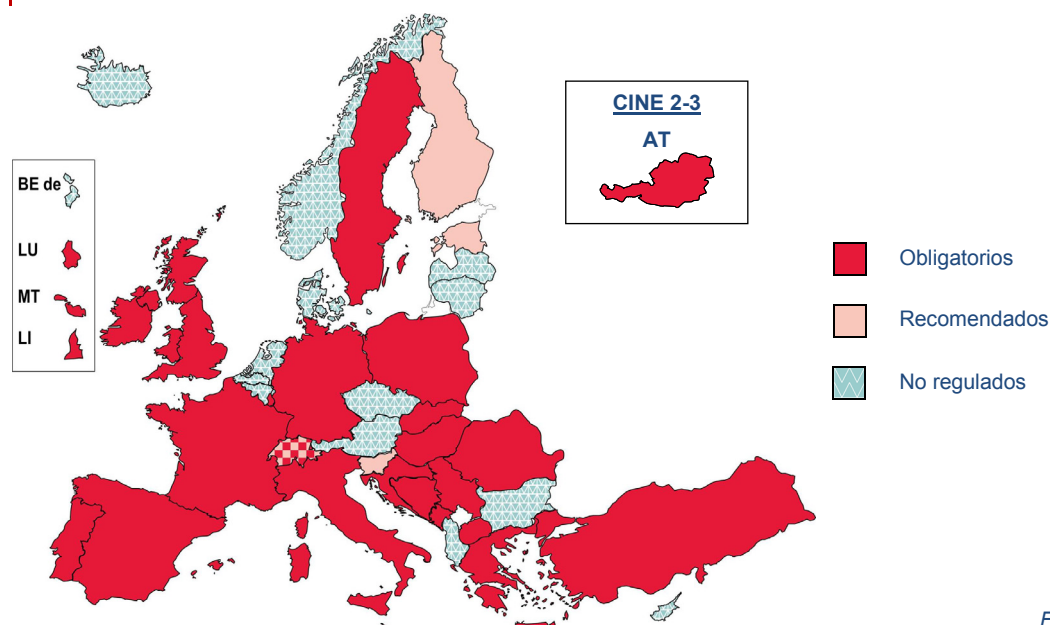 CINE 2-3
AT
BE de
LU
MT
LI
Obligatorios
Recomendados
No regulados